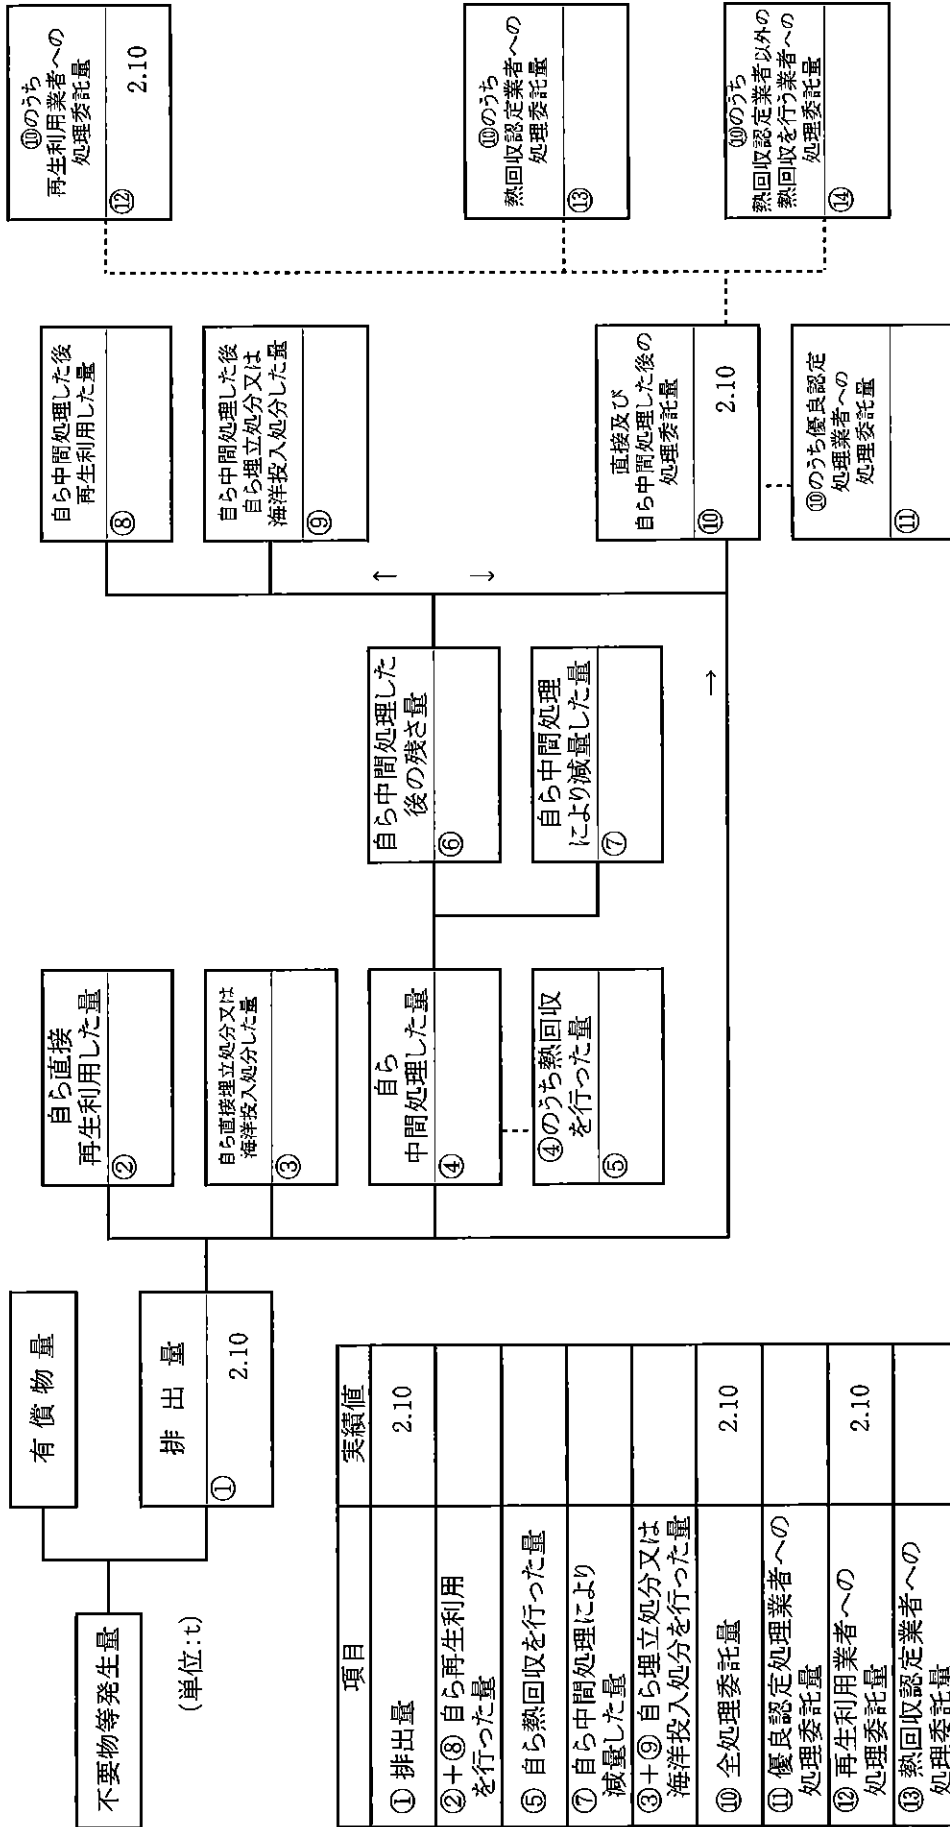 不要物等発生量
有償物量
排出量
①
2.10
(単位:t)
自ら直接
再生利用した量
②
自ら直接埋立処分又は
海洋投入処分した量
③
自ら
中間処理した量
④
④のうち熱回収
を行った量
⑤
自ら中間処理した
後の残さ量
⑥
自ら中間処理
により減量した量
⑦
自ら中間処理した後
再生利用した量
⑧
自ら中間処理した後
自ら埋立処分又は
海洋投入処分した量
⑨
直接及び
自ら中間処理した後の
処理委託量
⑩
2.10
⑩のうち優良認定
処理業者への
処理委託量
⑪
⑩のうち
再生利用業者への
処理委託量
⑫
2.10
⑩のうち
熱回収認定業者への
処理委託量
⑬
⑩のうち
熱回収認定業者以外の
熱回収を行う業者への
処理委託量
⑭
↑
↓
→
項目 実績値
①排出量 2.10
②+⑧ 自ら再生利用
を行った量
⑤ 自ら熱回収を行った量
⑦ 自ら中間処理により
減量した量
③+⑨ 自ら埋立処分又は
海洋投入処分を行った量
⑩ 全処理委託量 2.10
⑪ 優良認定処理業者への
処理委託量
⑫ 再生利用業者への
処理委託量 2.10
⑬ 熱回収認定業者への
処理委託量